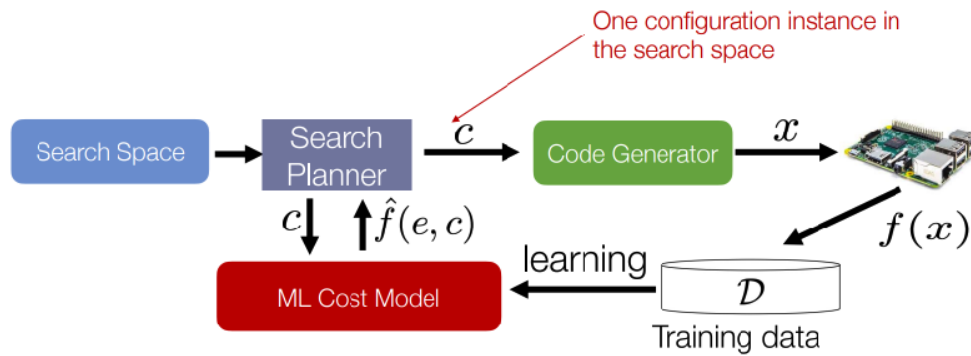 One configuration instance in
the search space
Search Space
Search
Planner
c
Code Generator
x
c
f̂(e, c)
f(x)
learning
ML Cost Model
D
Training data